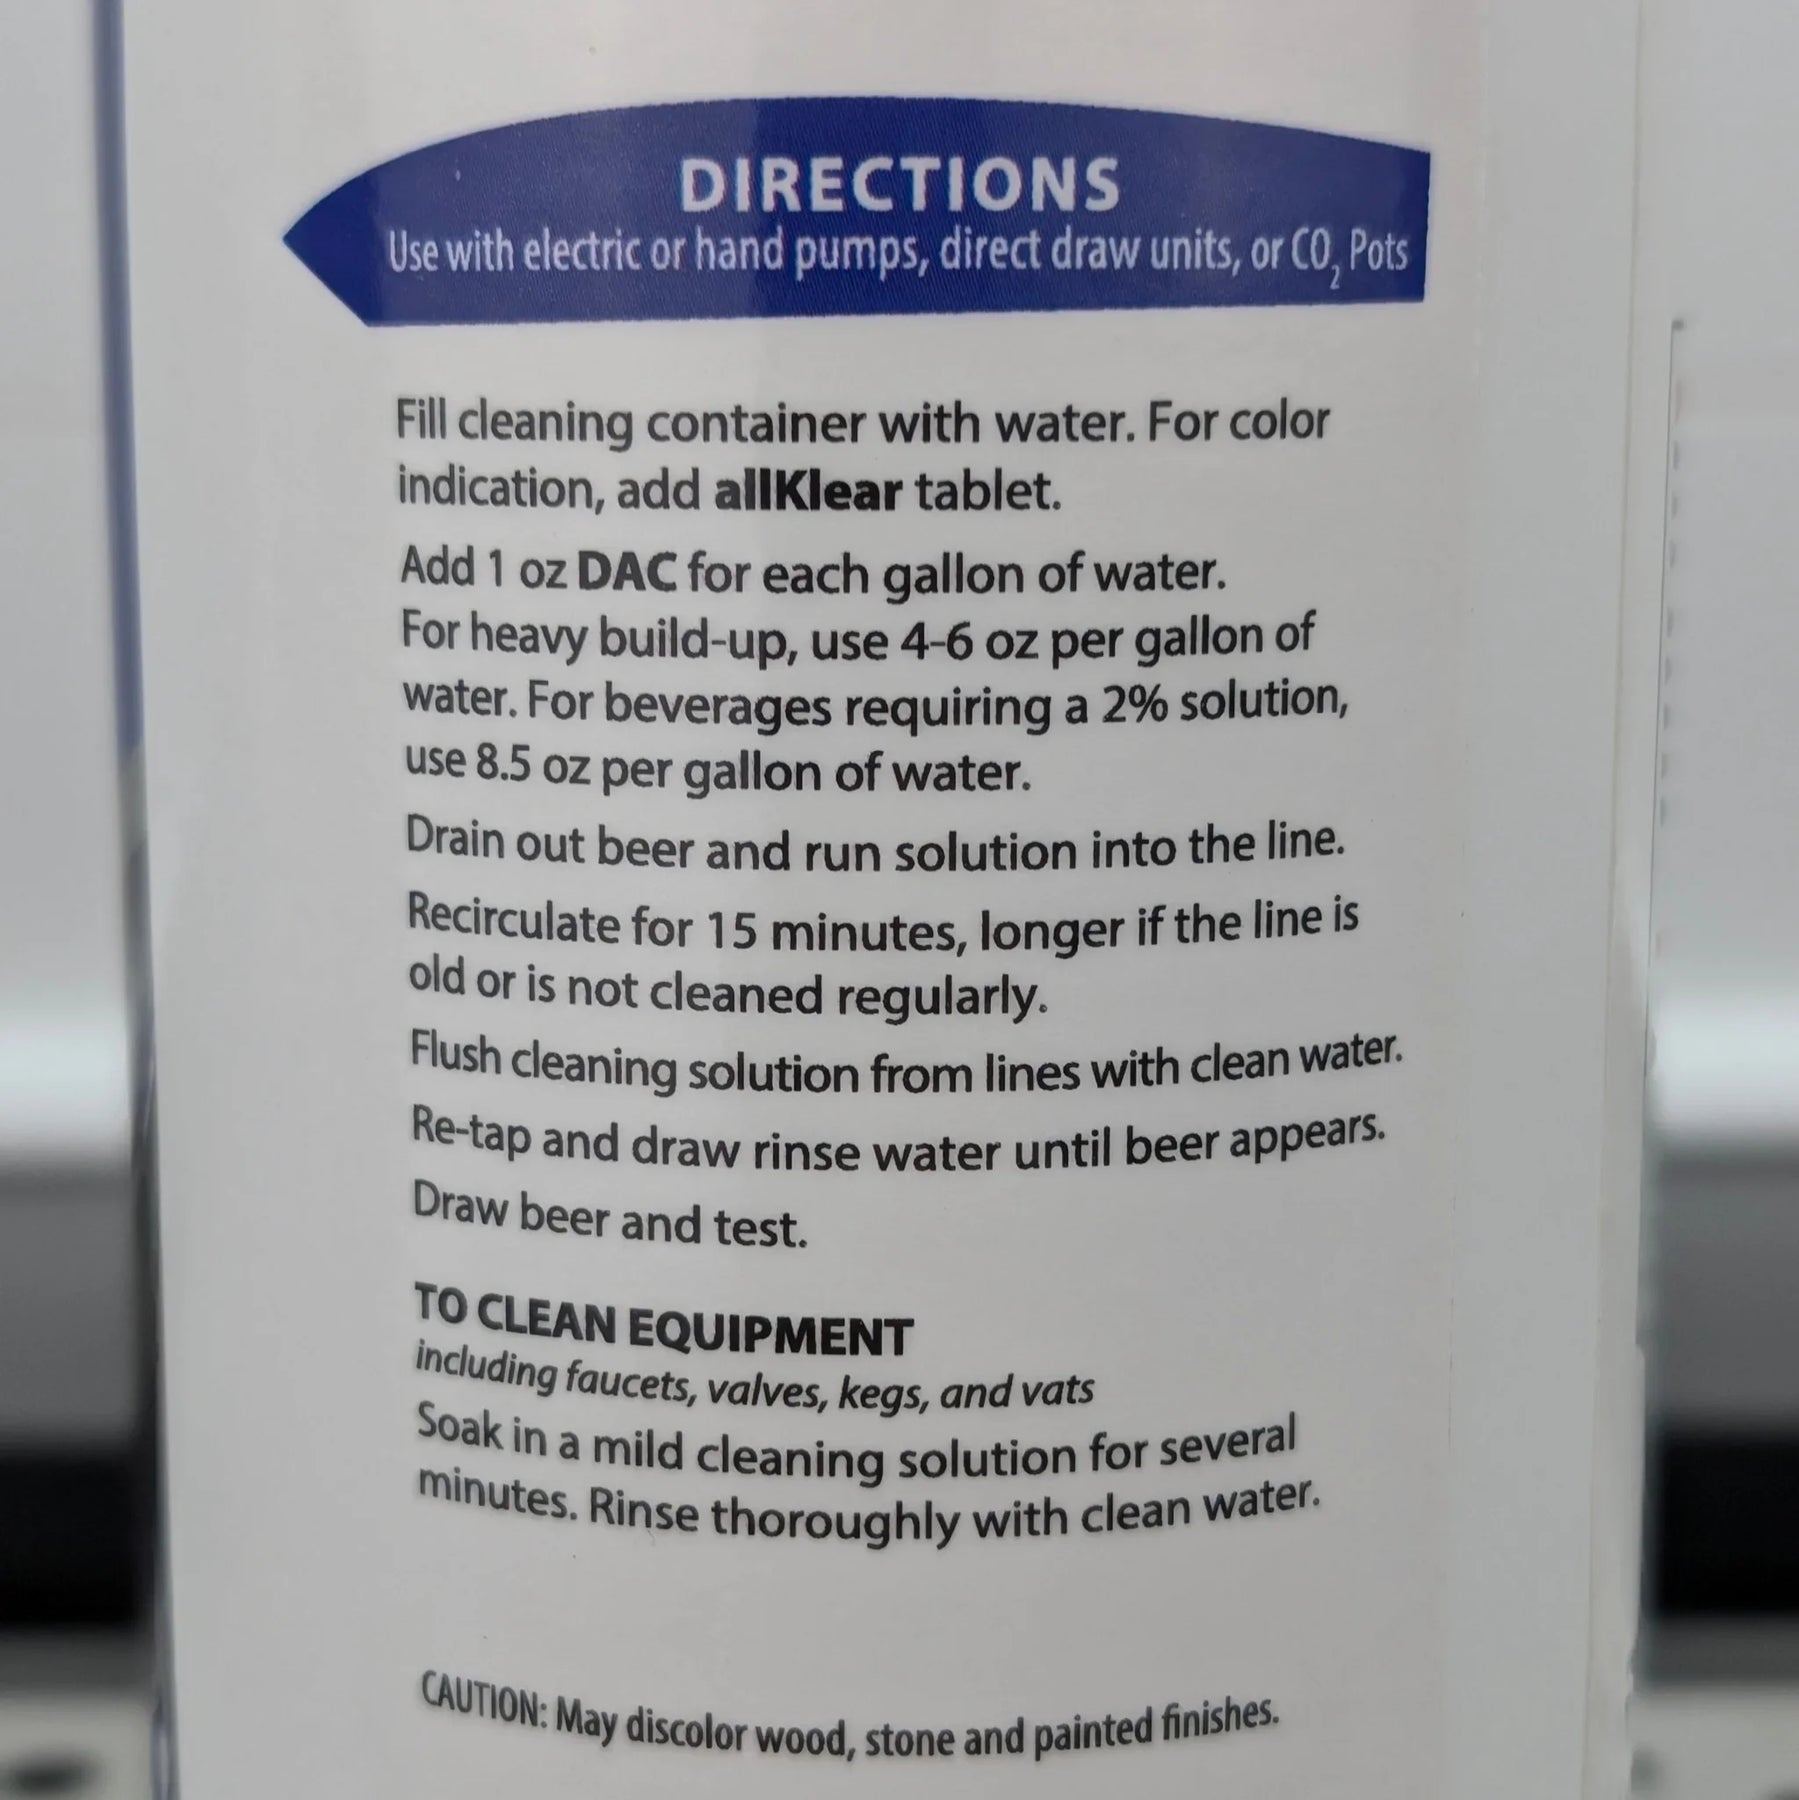 DIRECTIONS
Use with electric or hand pumps, direct draw units, or CO₂ Pots
Fill cleaning container with water. For color
indication, add allKlear tablet.
Add 1 oz DAC for each gallon of water.
For heavy build-up, use 4-6 oz per gallon of
water. For beverages requiring a 2% solution,
use 8.5 oz per gallon of water.
Drain out beer and run solution into the line.
Recirculate for 15 minutes, longer if the line is
old or is not cleaned regularly.
Flush cleaning solution from lines with clean water.
Re-tap and draw rinse water until beer appears.
Draw beer and test.
TO CLEAN EQUIPMENT
including faucets, valves, kegs, and vats
Soak in a mild cleaning solution for several
minutes. Rinse thoroughly with clean water.
CAUTION: May discolor wood, stone and painted finishes.